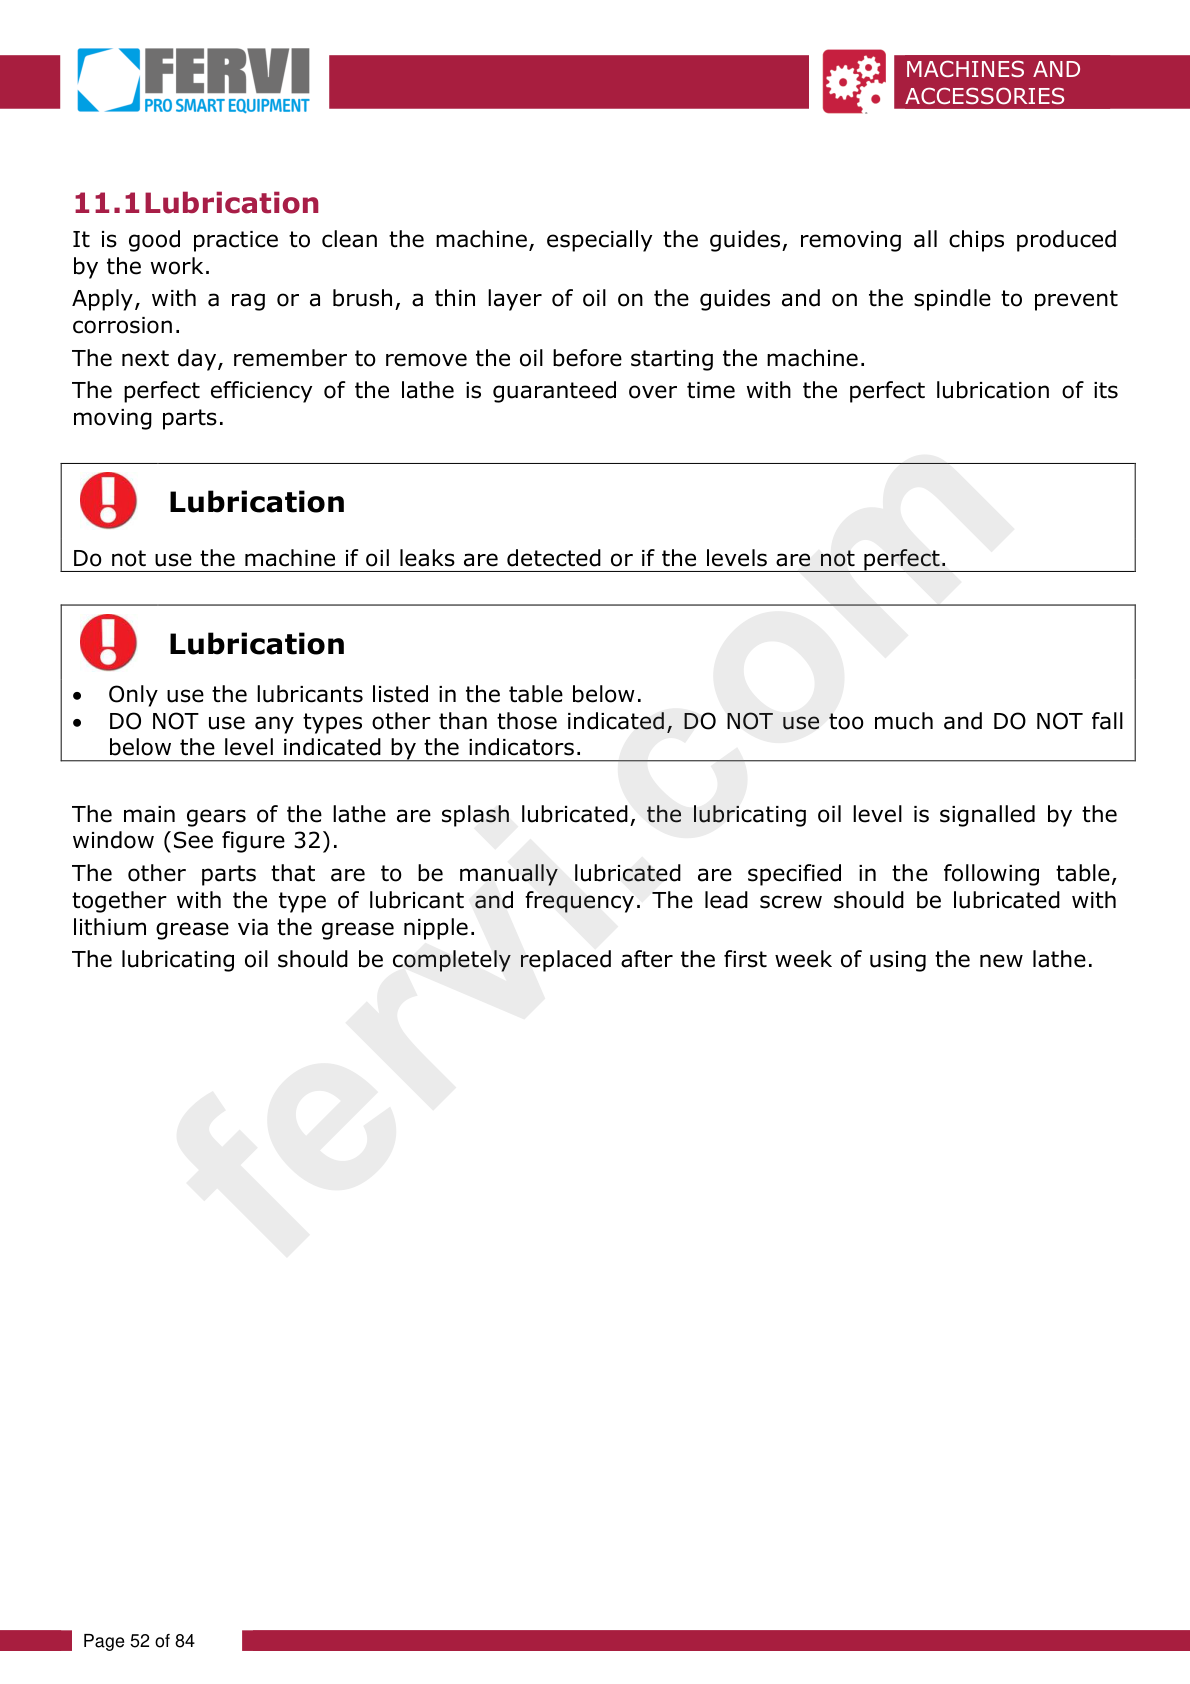 FERVI
PRO SMART EQUIPMENT
MACHINES AND
ACCESSORIES
11.1Lubrication
It is good practice to clean the machine, especially the guides, removing all chips produced
by the work.
Apply, with a rag or a brush, a thin layer of oil on the guides and on the spindle to prevent
corrosion.
The next day, remember to remove the oil before starting the machine.
The perfect efficiency of the lathe is guaranteed over time with the perfect lubrication of its
moving parts.
Lubrication
Do not use the machine if oil leaks are detected or if the levels are not perfect.
Lubrication
• Only use the lubricants listed in the table below.
• DO NOT use any types other than those indicated, DO NOT use too much and DO NOT fall
below the level indicated by the indicators.
The main gears of the lathe are splash lubricated, the lubricating oil level is signalled by the
window (See figure 32).
The other parts that are to be manually lubricated are specified in the following table,
together with the type of lubricant and frequency. The lead screw should be lubricated with
lithium grease via the grease nipple.
The lubricating oil should be completely replaced after the first week of using the new lathe.
fervi.com
Page 52 of 84